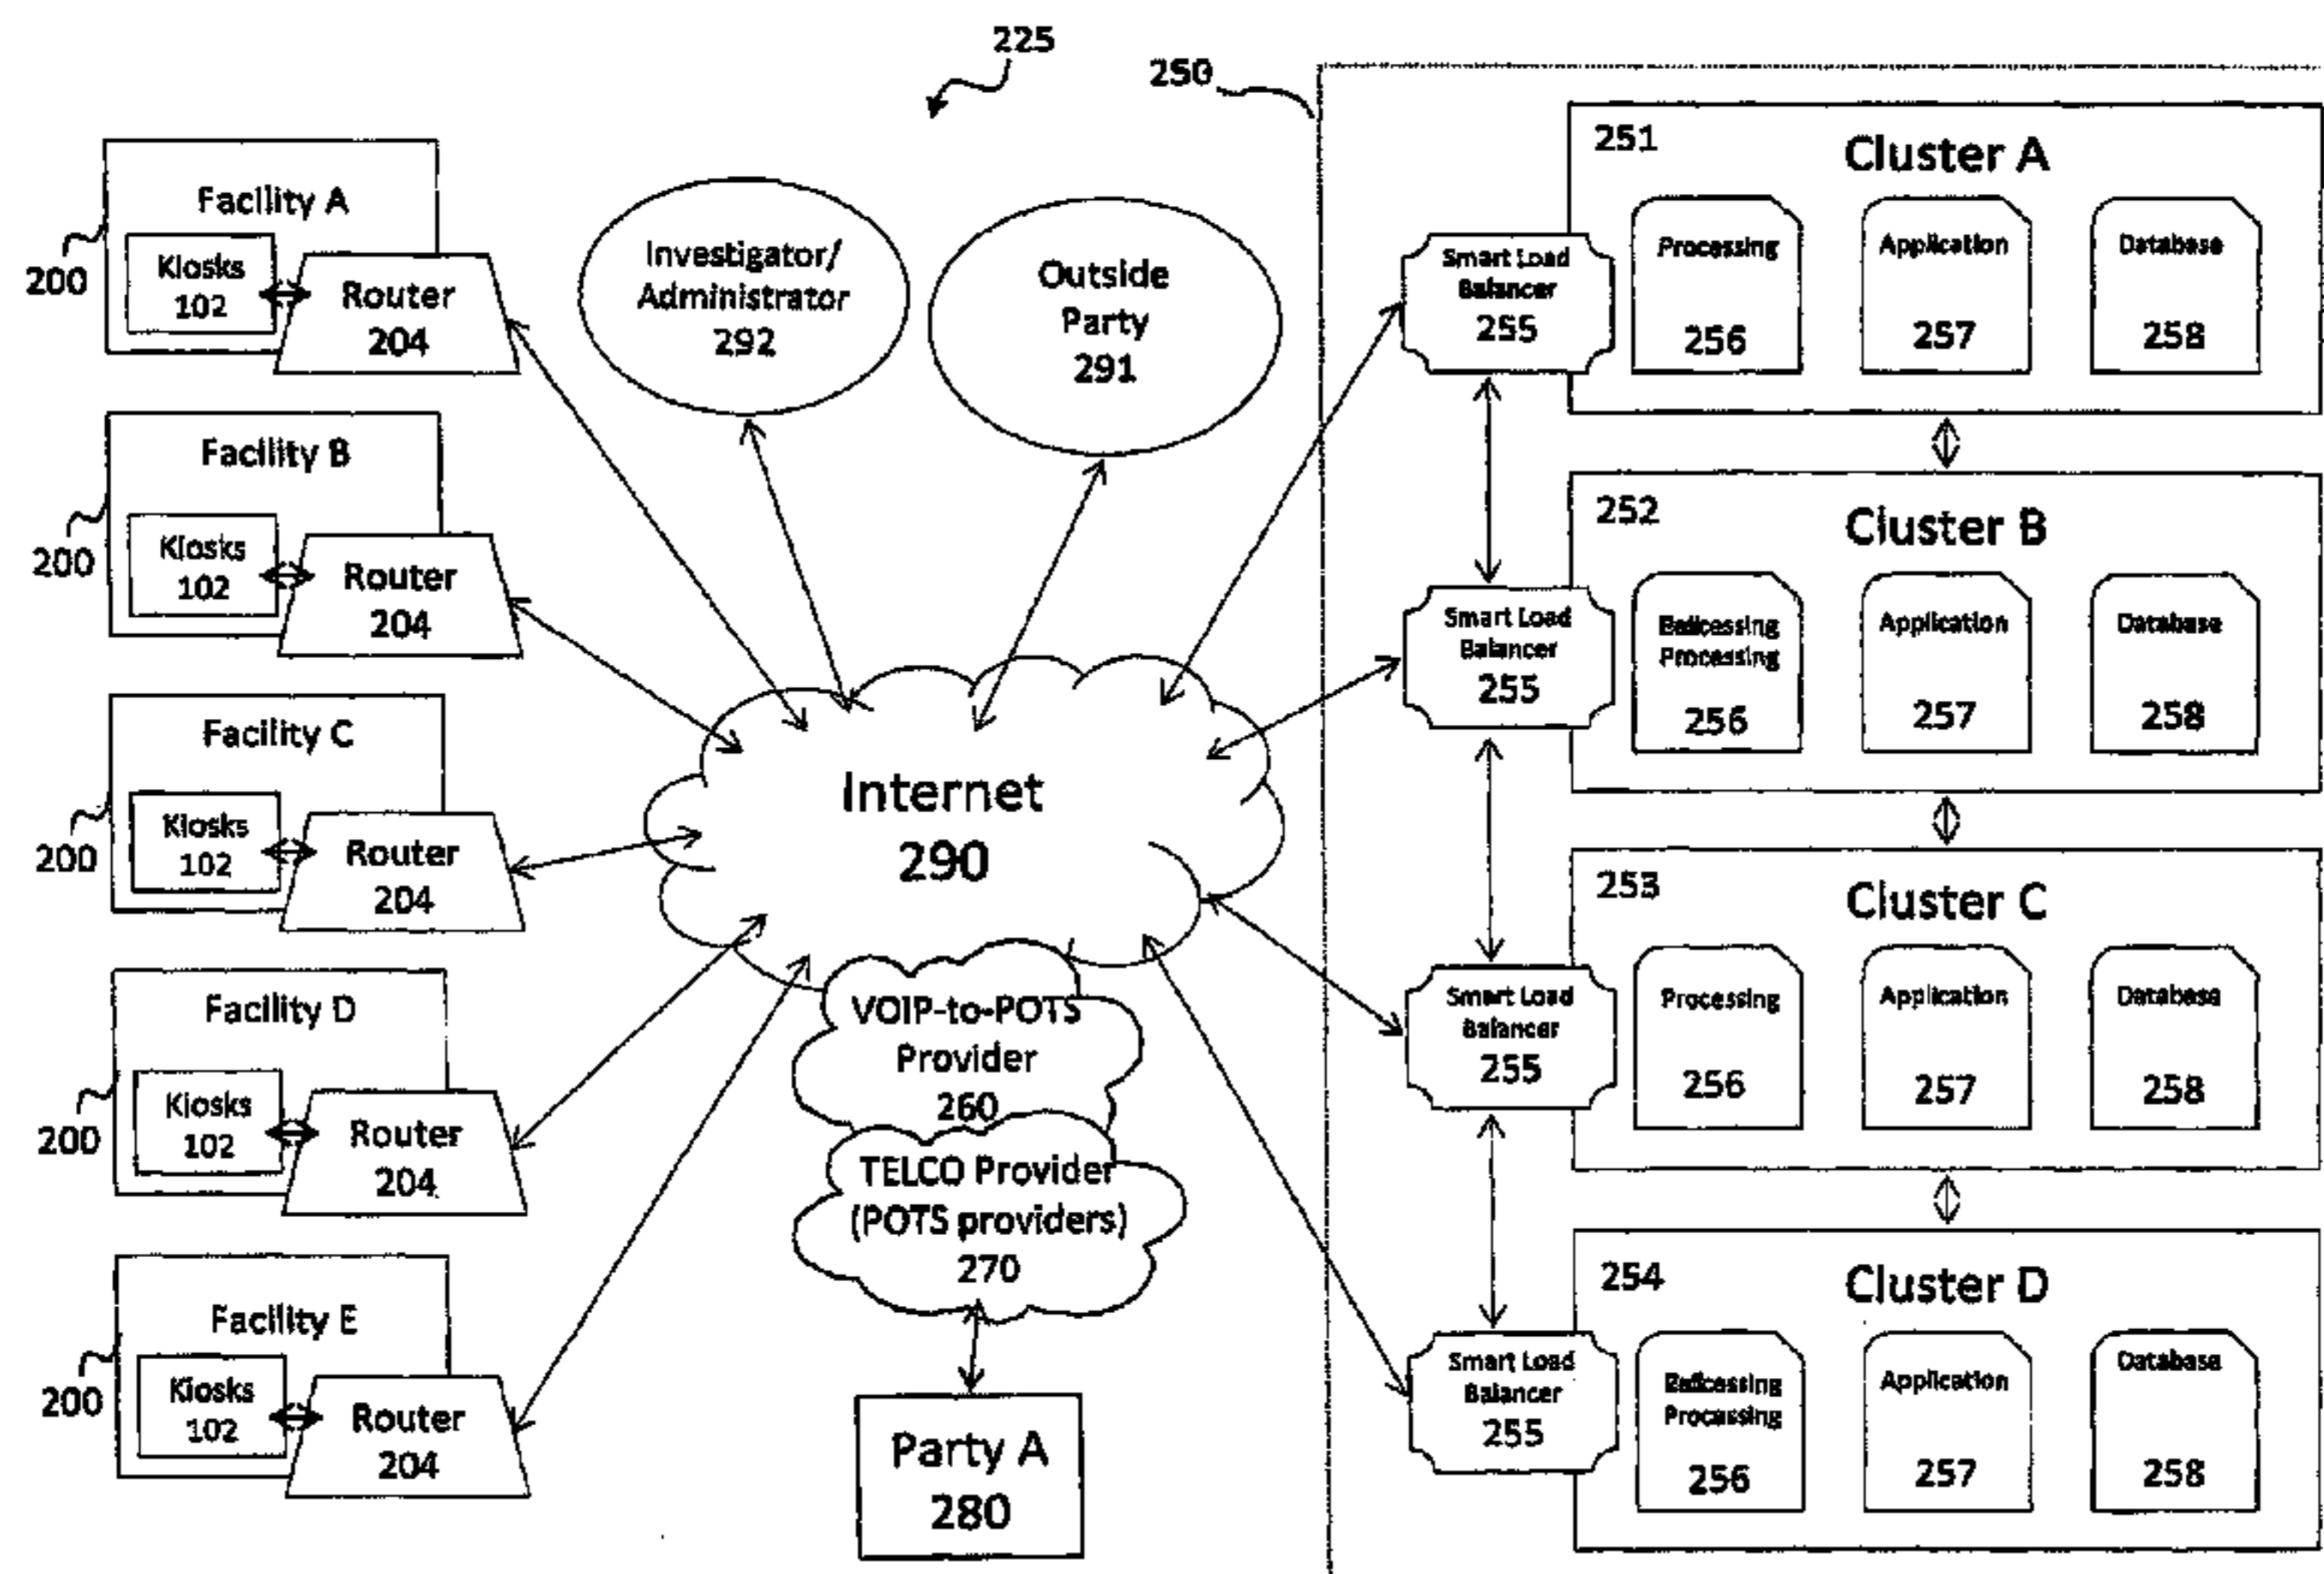 225
250
Facility A
Kiosks
102
Router
204
200
Facility B
Kiosks
102
Router
204
200
Facility C
Kiosks
102
Router
204
200
Facility D
Kiosks
102
Router
204
200
Facility E
Kiosks
102
Router
204
200
Investigator/
Administrator
292
Outside
Party
291
Internet
290
VOIP-to-POTS
Provider
260
TELCO Provider
(POTS providers)
270
Party A
280
251
Cluster A
Smart Load
Balancer
255
Processing
256
Application
257
Database
258
252
Cluster B
Smart Load
Balancer
255
Processing
256
Application
257
Database
258
253
Cluster C
Smart Load
Balancer
255
Processing
256
Application
257
Database
258
254
Cluster D
Smart Load
Balancer
255
Processing
256
Application
257
Database
258